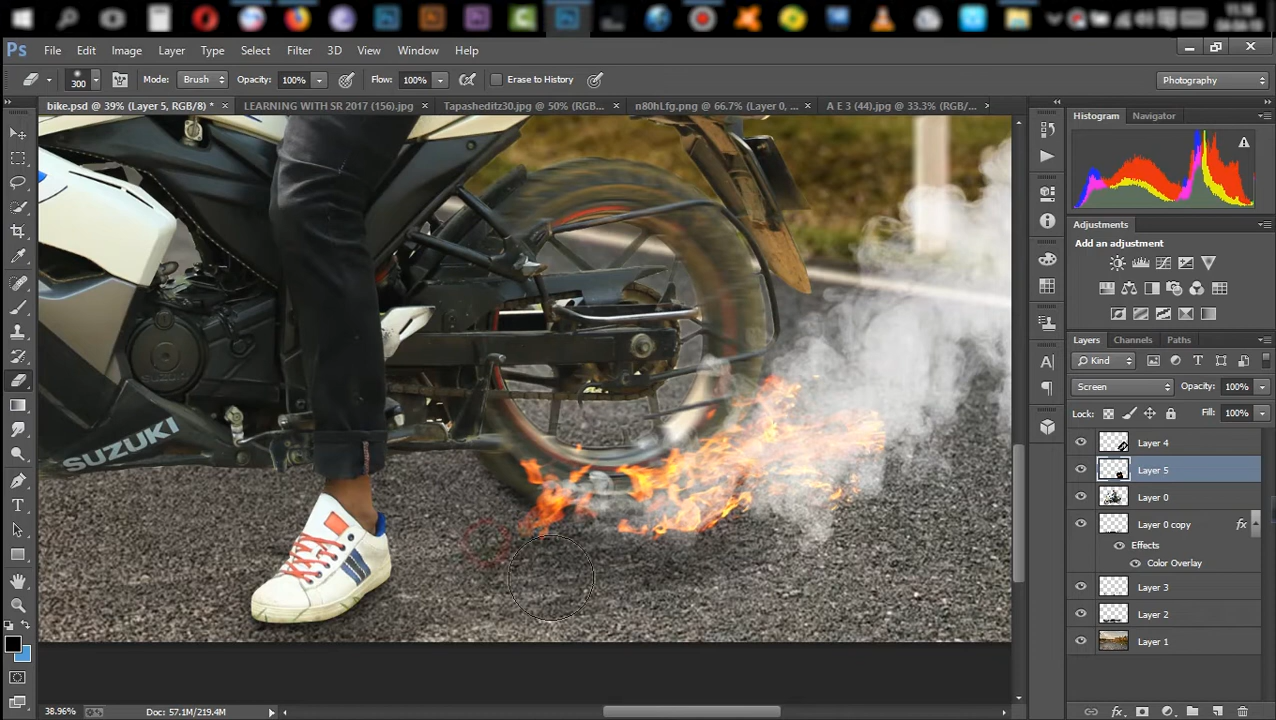 Ps File Edit Image Layer Type Select Filter 3D View Window Help
300 Mode: Brush Opacity: 100% Flow: 100% Erase to History Photography
bike.psd @ 39% (Layer 5, RGB/8) * × LEARNING WITH SR 2017 (156).jpg × Tapasheditz30.jpg @ 50% (RGB... × n80hLfg.png @ 66.7% (Layer 0, ... × A E 3 (44).jpg @ 33.3% (RGB/... ×
Histogram Navigator
Adjustments
Add an adjustment
Layers Channels Paths
Kind
Screen Opacity: 100%
Lock: Fill: 100%
Layer 4
Layer 5
Layer 0
Layer 0 copy fx
Effects
Color Overlay
Layer 3
Layer 2
Layer 1
SUZUKI
SUZUKI
38.96% Doc: 57.1M/219.4M